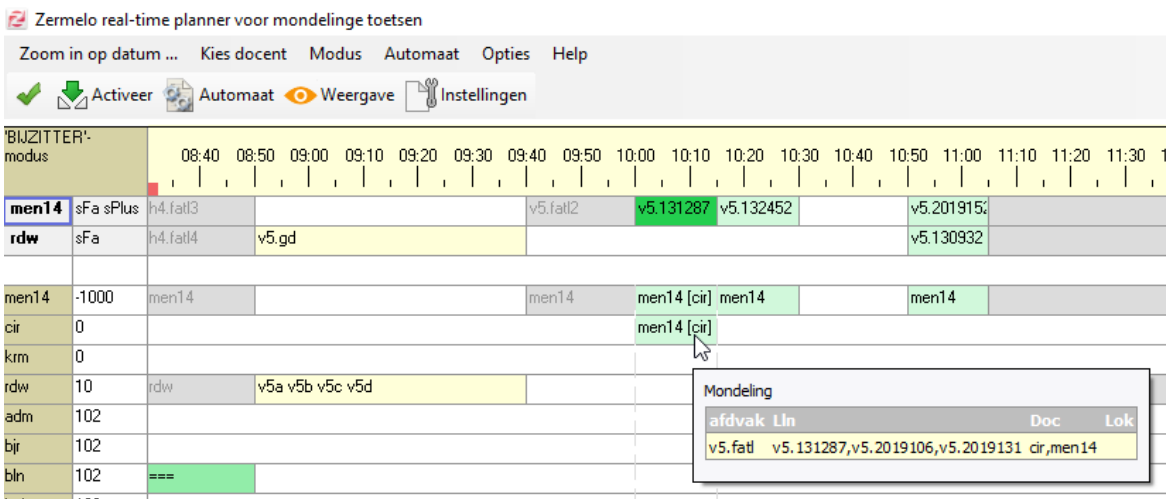 Zermelo real-time planner voor mondelinge toetsen
Zoom in op datum ... Kies docent Modus Automaat Opties Help
Activeer Automaat Weergave Instellingen
'BIJZITTER'-
modus
08:40 08:50 09:00 09:10 09:20 09:30 09:40 09:50 10:00 10:10 10:20 10:30 10:40 10:50 11:00 11:10 11:20 11:30 1
men14 sFa sPlus h4.fatl3 v5.fatl2 v5.131287 v5.132452 v5.2019152
rdw sFa h4.fatl4 v5.gd v5.130932
men14 -1000 men14 men14 men14 [cir] men14 men14
cir 0 men14 [cir]
krm 0
rdw 10 rdw v5a v5b v5c v5d
adm 102
bjr 102
bln 102 ===
Mondeling
afdvak Lln Doc Lok
v5.fatl v5.131287,v5.2019106,v5.2019131 cir,men14